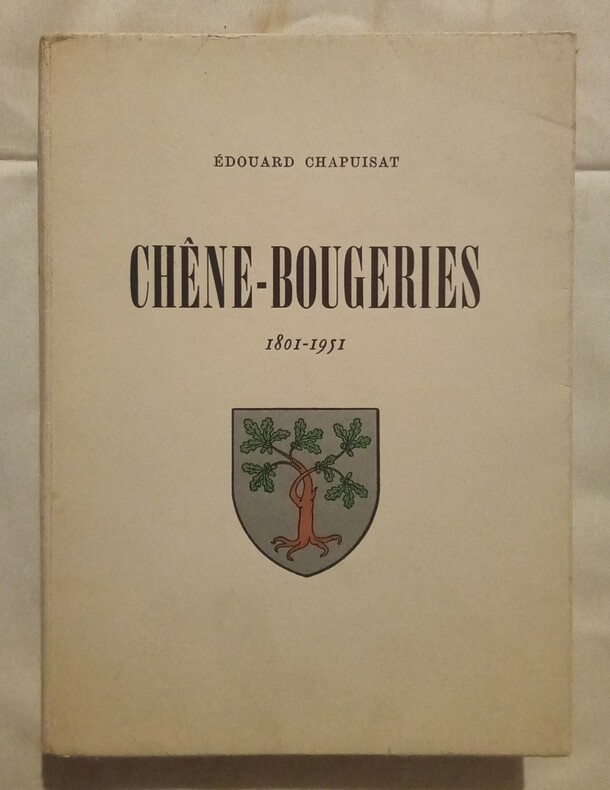 ÉDOUARD CHAPUISAT
CHÊNE-BOUGERIES
1801-1951